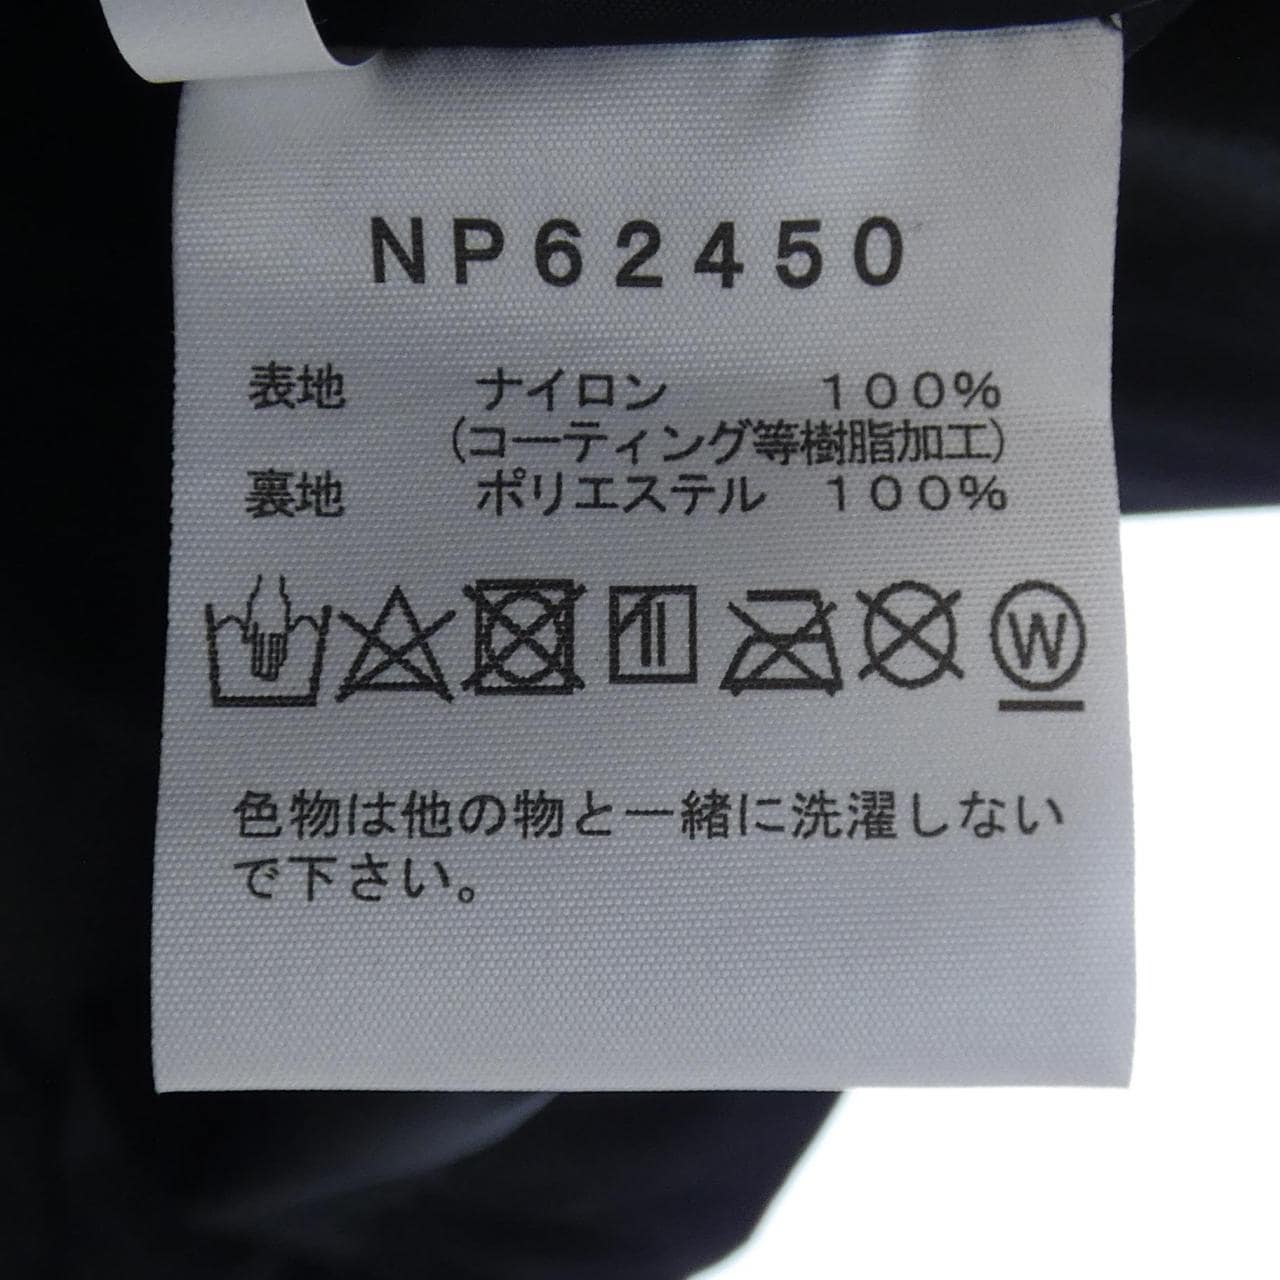 NP62450
表地 ナイロン 100%
(コーティング等樹脂加工)
裏地 ポリエステル 100%
W
色物は他の物と一緒に洗濯しない
で下さい。